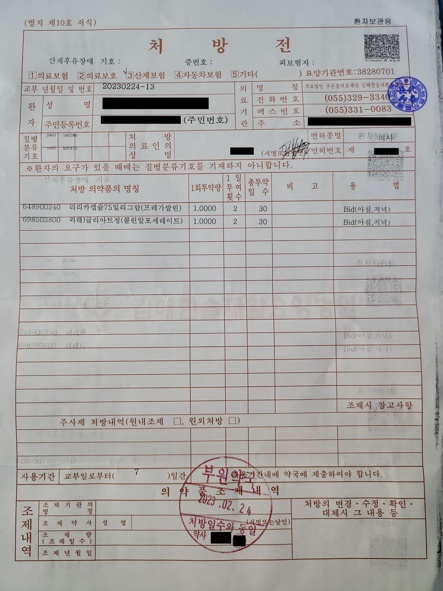 (별지 제10호 서식)
환자보관용
처 방 전
산재후유장애 기호 : 증번호 : 피보험자 :
1의료보험 2의료보호 3산재보험 4자동차보험 5기타( ) 요양기관번호:38280701
교부 년월일 및 번호 20230224-13
의료기관 명 칭
환자 성 명
전화번호 (055)329-3340
팩스번호 (055)331-0083
주민등록번호 (주민번호)
주 소
질병분류기호
처 방 의료인의 성 명
(서명
면허종별 의사
면허번호 제 호
※환자의 요구가 있을 때에는 질병분류기호를 기재하지 아니합니다.
처방 의약품의 명칭 1회투약량 1일투여횟수 총투약일수 비 고 용 법
648900240 리리카캡슐75밀리그람(프레가발린) 1.0000 2 30 Bid(아침,저녁)
698503800 외래)글리아트정(콜린알포세레이트) 1.0000 2 30 Bid(아침,저녁)
조제시 참고사항
주사제 처방내역(원내조제 □, 원외처방 □)
사용기간 교부일로부터( 7 )일간 사용기간내에 약국에 제출하여야 합니다.
의 약 품 조 제 내 역
처방의 변경·수정·확인·
대체시 그 내용 등
조제내역
조제기관의 명 칭
조제약사 성 명
조 제 량
(조제일수)
조제년월일
부원약국
2023. 02. 24
처방일수와 동일
약사